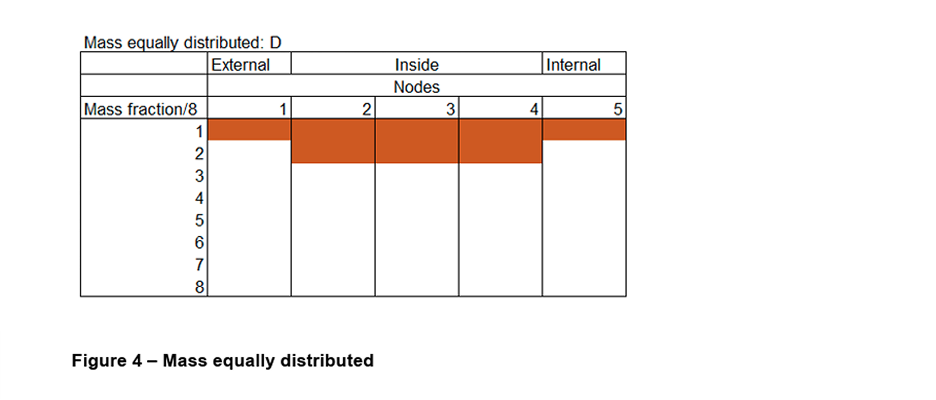 Mass equally distributed: D
External Inside Internal
Nodes
Mass fraction/8 1 2 3 4 5
1
2
3
4
5
6
7
8
Figure 4 – Mass equally distributed